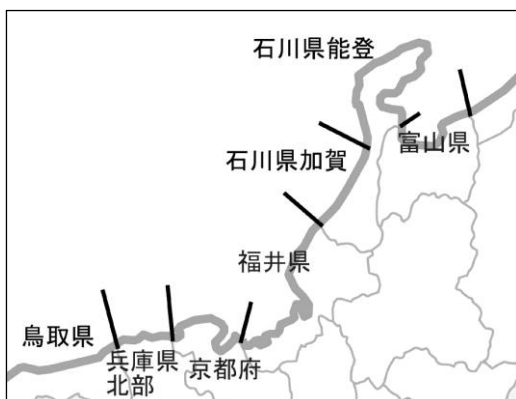 石川県能登
富山県
石川県加賀
福井県
鳥取県
兵庫県
北部
京都府